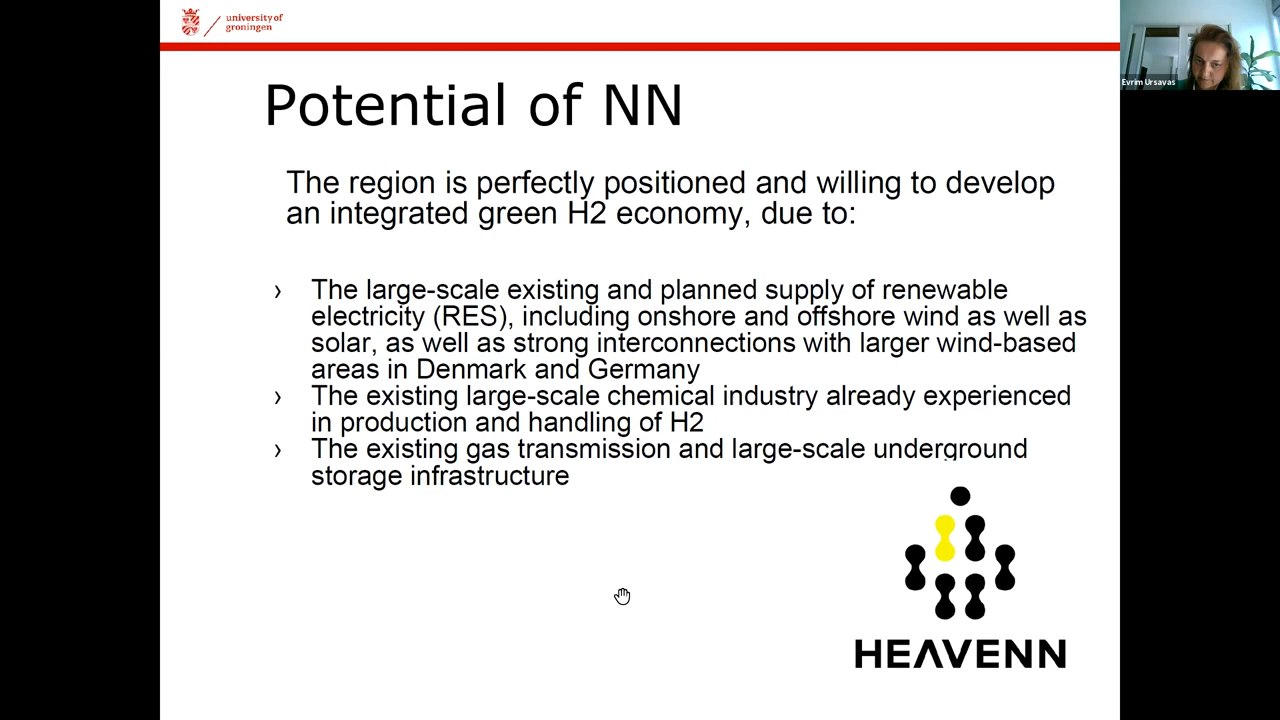 university of
groningen
Evrim Ursavas
Potential of NN
The region is perfectly positioned and willing to develop
an integrated green H2 economy, due to:
› The large-scale existing and planned supply of renewable
electricity (RES), including onshore and offshore wind as well as
solar, as well as strong interconnections with larger wind-based
areas in Denmark and Germany
› The existing large-scale chemical industry already experienced
in production and handling of H2
› The existing gas transmission and large-scale underground
storage infrastructure
HEAVENN